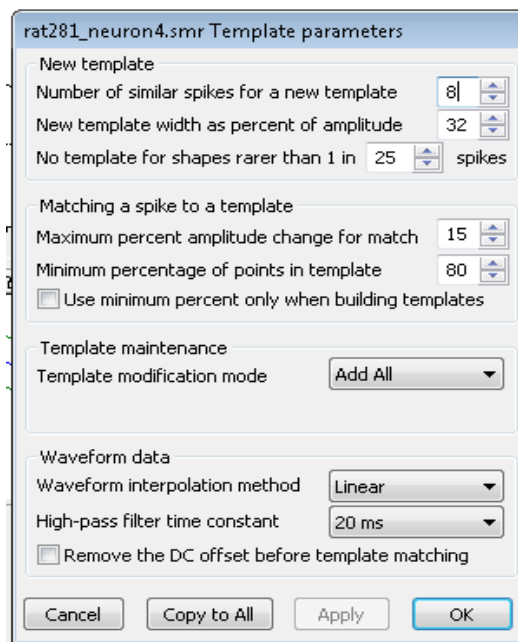 rat281_neuron4.smr Template parameters
New template
Number of similar spikes for a new template 8
New template width as percent of amplitude 32
No template for shapes rarer than 1 in 25 spikes
Matching a spike to a template
Maximum percent amplitude change for match 15
Minimum percentage of points in template 80
Use minimum percent only when building templates
Template maintenance
Template modification mode Add All
Waveform data
Waveform interpolation method Linear
High-pass filter time constant 20 ms
Remove the DC offset before template matching
Cancel Copy to All Apply OK